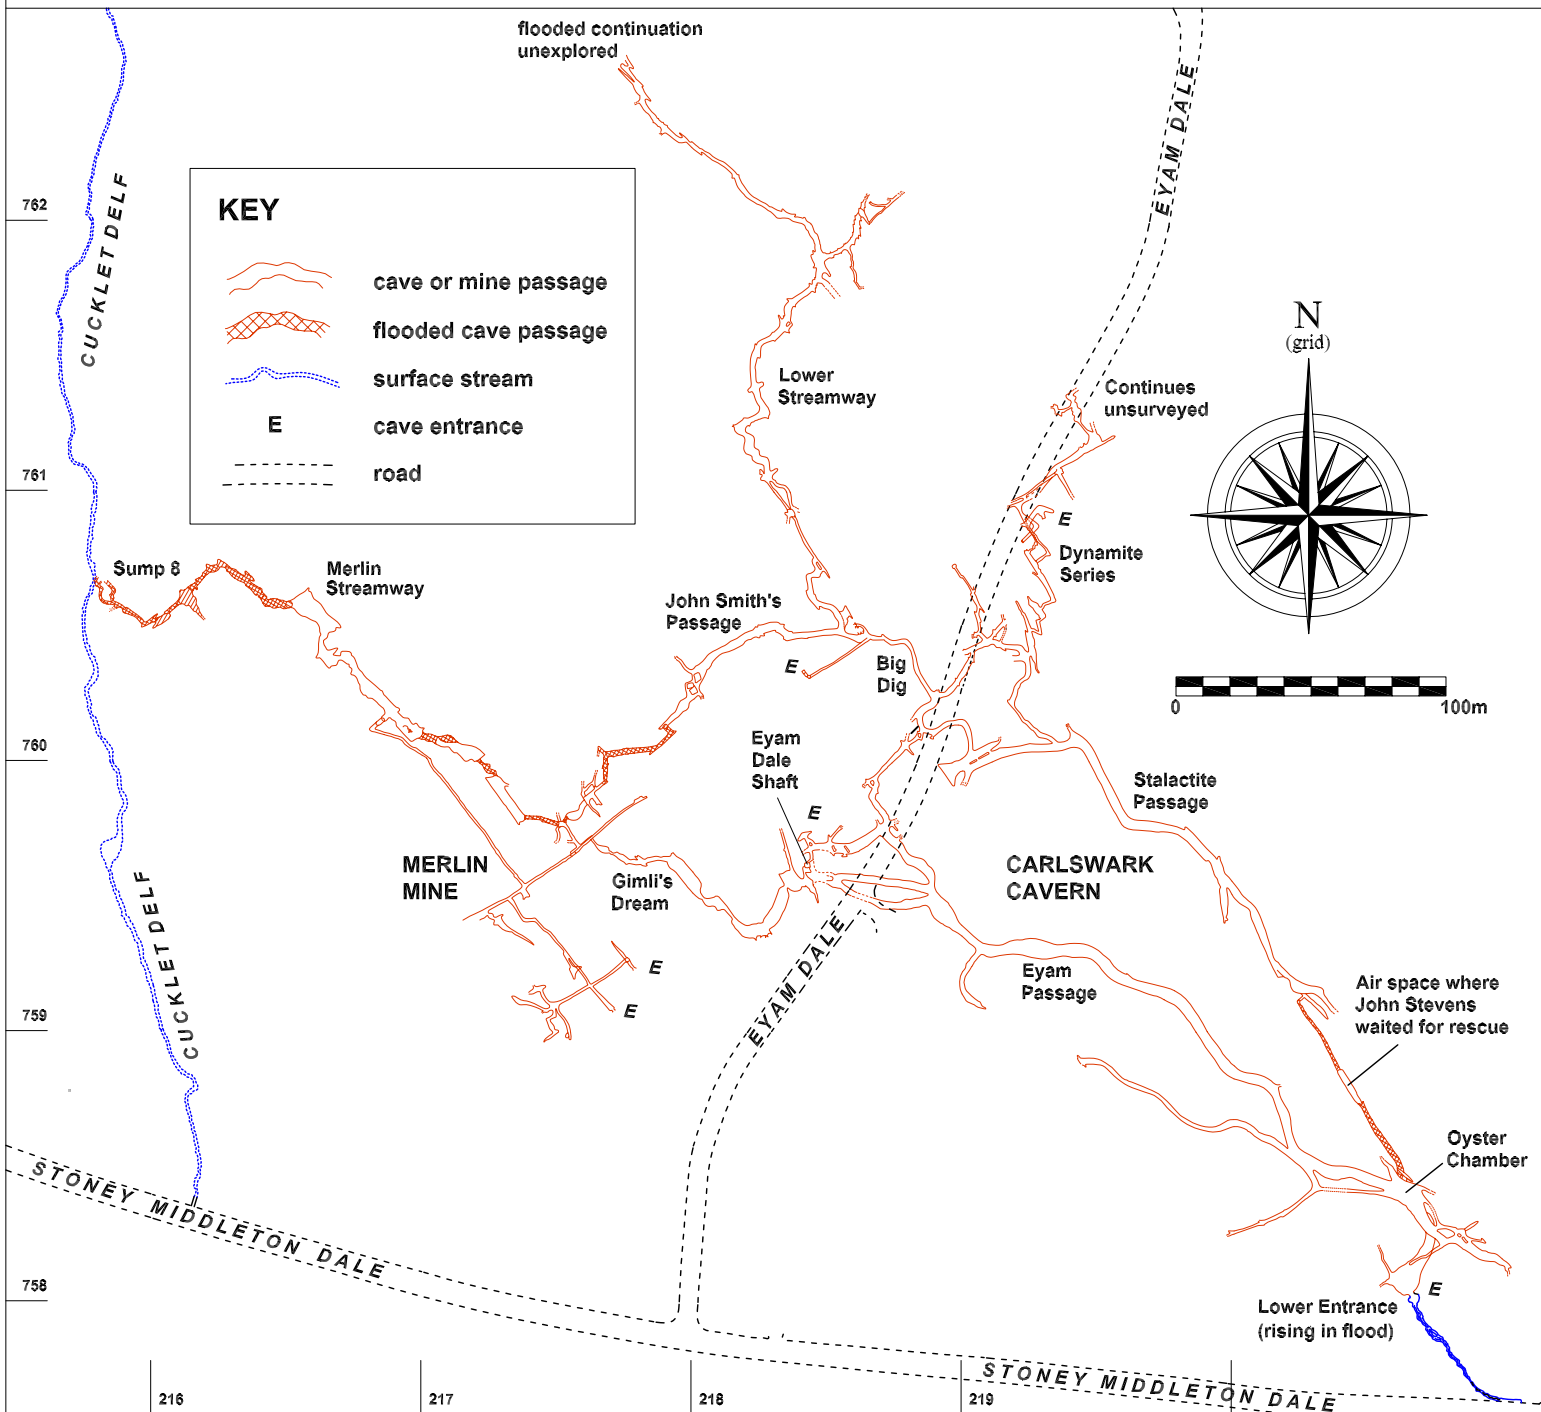 flooded continuation
unexplored
EYAM DALE
CUCKLET DELF
762
KEY
cave or mine passage
flooded cave passage
surface stream
E
cave entrance
road
N
(grid)
Lower
Streamway
Continues
unsurveyed
761
E
Dynamite
Series
Sump 8
Merlin
Streamway
John Smith's
Passage
E
Big
Dig
0
100m
760
Eyam
Dale
Shaft
Stalactite
Passage
E
MERLIN
MINE
Gimli's
Dream
CARLSWARK
CAVERN
CUCKLET DELF
EYAM DALE
E
E
Eyam
Passage
Air space where
John Stevens
waited for rescue
759
Oyster
Chamber
STONEY MIDDLETON DALE
758
E
Lower Entrance
(rising in flood)
STONEY MIDDLETON DALE
216
217
218
219